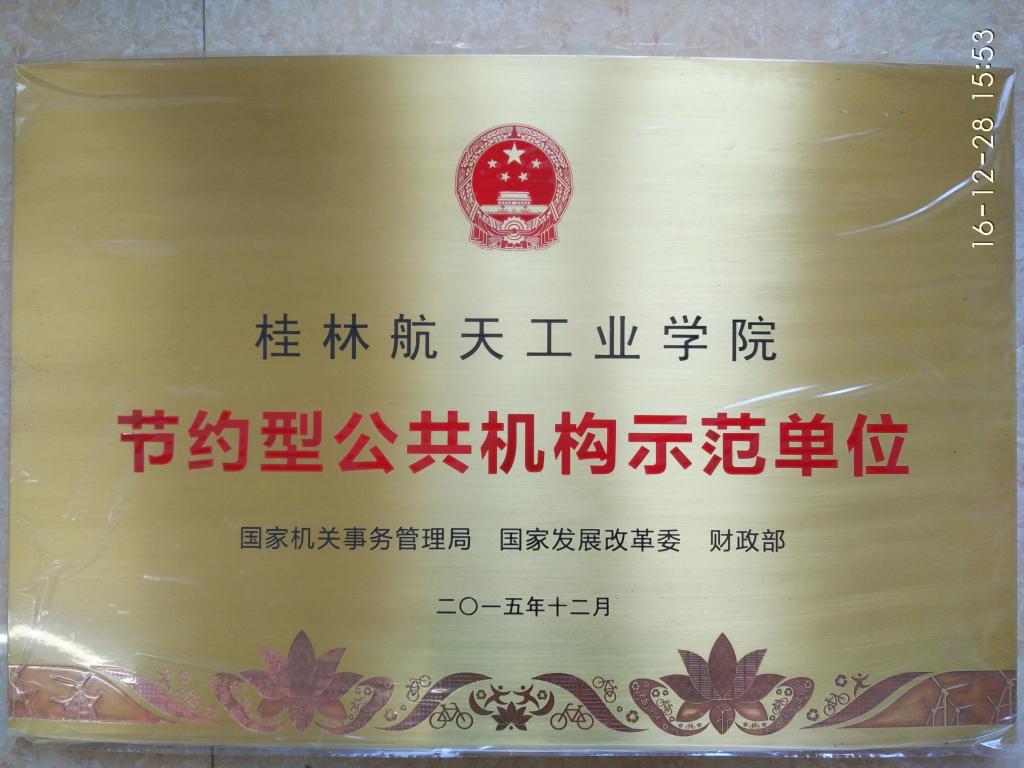 桂林航天工业学院
节约型公共机构示范单位
国家机关事务管理局 国家发展改革委 财政部
二〇一五年十二月
16-12-28 15:53